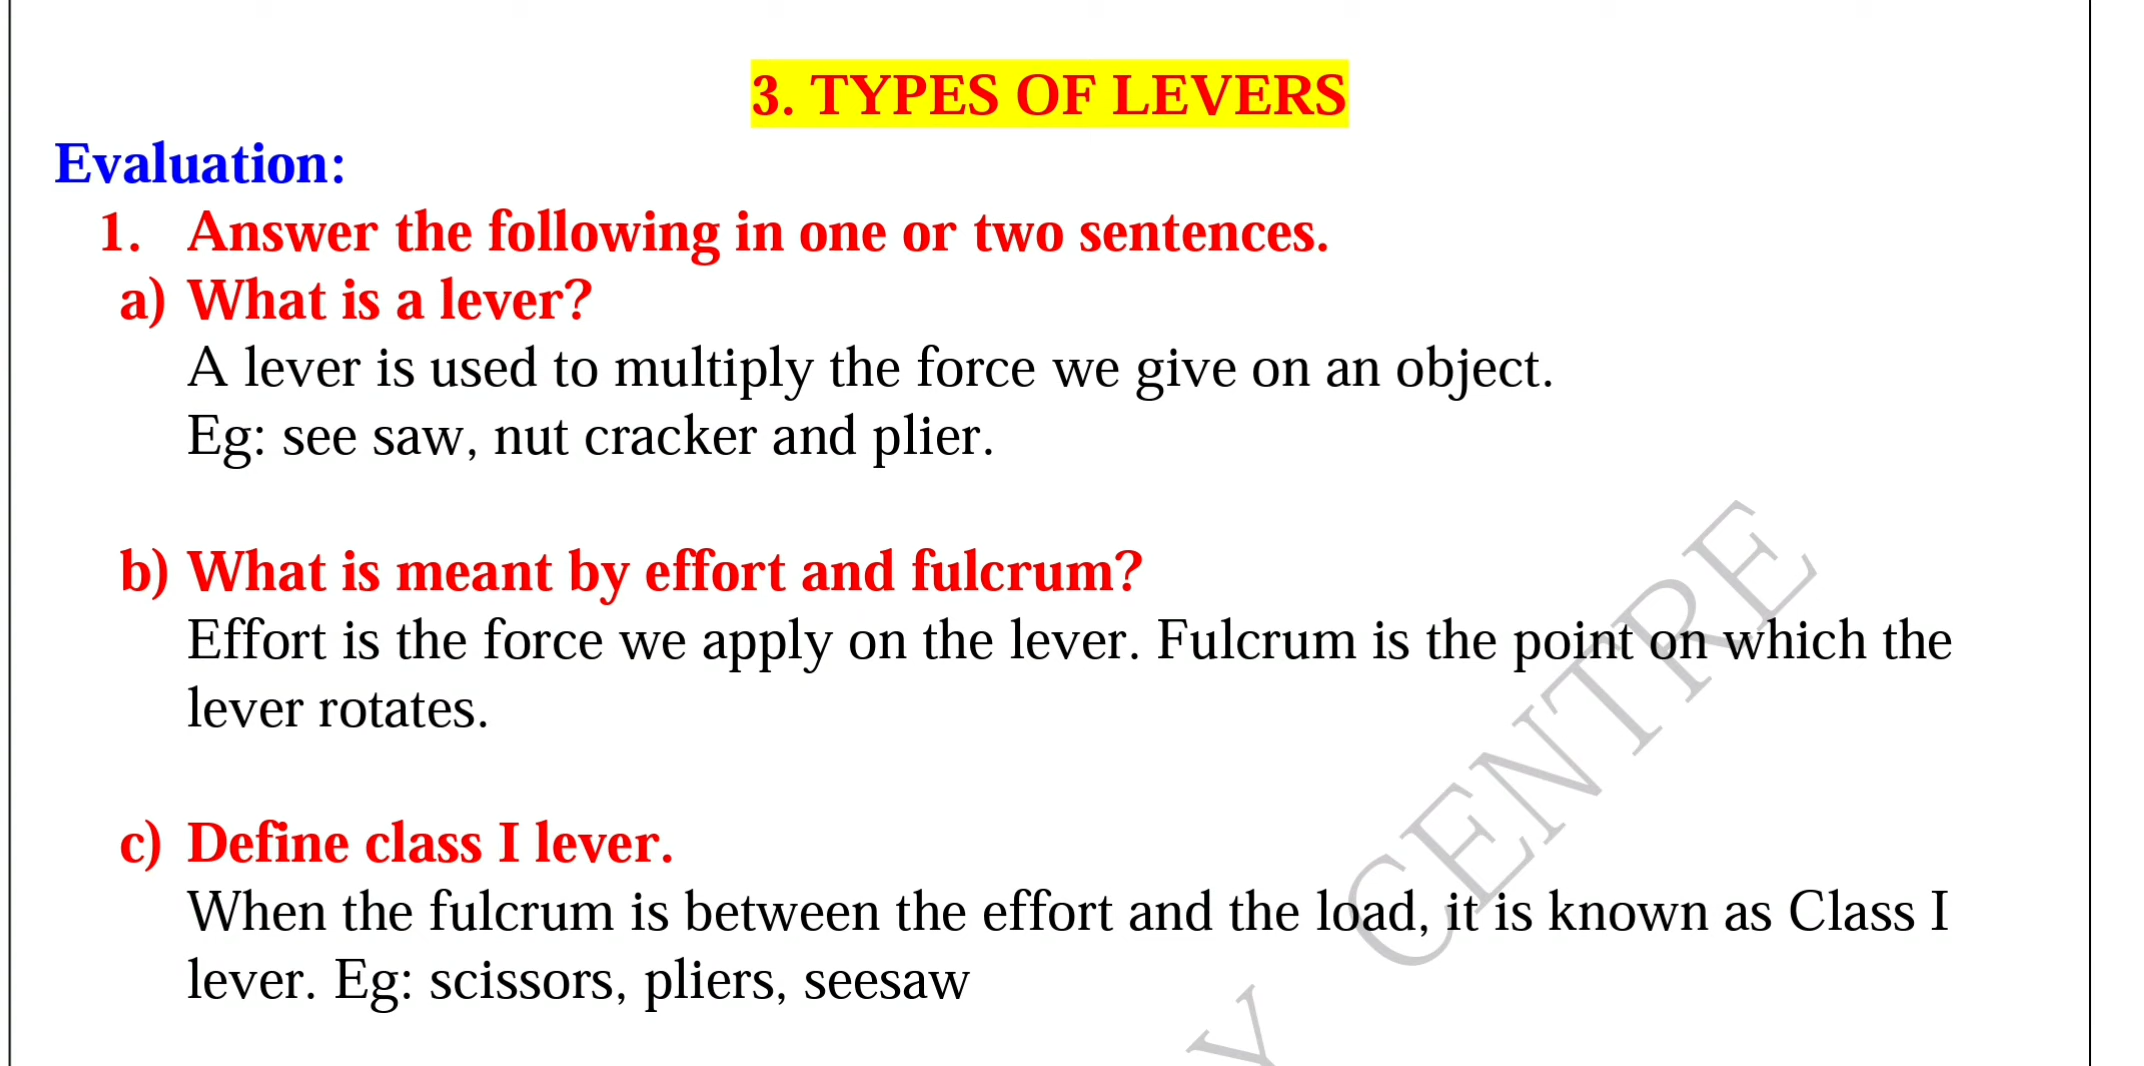 3. TYPES OF LEVERS
Evaluation:
1. Answer the following in one or two sentences.
a) What is a lever?
A lever is used to multiply the force we give on an object.
Eg: see saw, nut cracker and plier.
b) What is meant by effort and fulcrum?
Effort is the force we apply on the lever. Fulcrum is the point on which the
lever rotates.
c) Define class I lever.
When the fulcrum is between the effort and the load, it is known as Class I
lever. Eg: scissors, pliers, seesaw
Y CENTRE